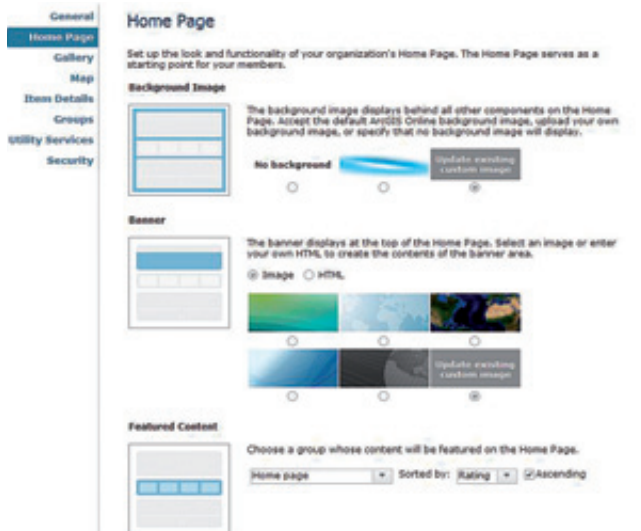 General
Home Page
Gallery
Map
Item Details
Groups
Utility Services
Security
Home Page
Set up the look and functionality of your organization's Home Page. The Home Page serves as a
starting point for your members.
Background Image
The background image displays behind all other components on the Home
Page. Accept the default ArcGIS Online background image, upload your own
background image, or specify that no background image will display.
No background
Update existing
custom image
Banner
The banner displays at the top of the Home Page. Select an image or enter
your own HTML to create the contents of the banner area.
Image HTML
Update existing
custom image
Featured Content
Choose a group whose content will be featured on the Home Page.
Home page Sorted by: Rating Ascending